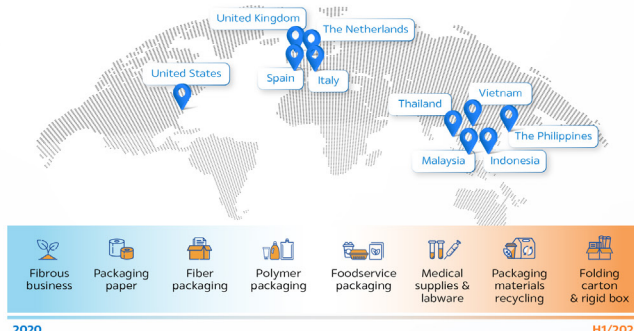 United Kingdom
The Netherlands
United States
Spain
Italy
Thailand
Vietnam
The Philippines
Malaysia
Indonesia
Fibrous
business
Packaging
paper
Fiber
packaging
Polymer
packaging
Foodservice
packaging
Medical
supplies &
labware
Packaging
materials
recycling
Folding
carton
& rigid box
2020